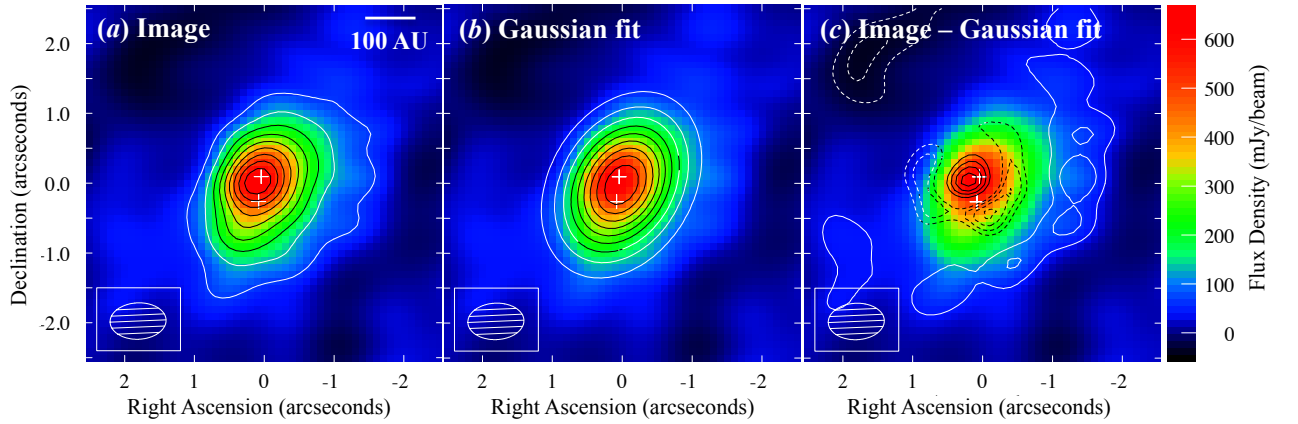 (a) Image
100 AU
(b) Gaussian fit
(c) Image – Gaussian fit
Declination (arcseconds)
2.0
1.0
0.0
-1.0
-2.0
2 1 0 -1 -2
2 1 0 -1 -2
2 1 0 -1 -2
Right Ascension (arcseconds)
Right Ascension (arcseconds)
Right Ascension (arcseconds)
600
500
400
300
200
100
0
Flux Density (mJy/beam)